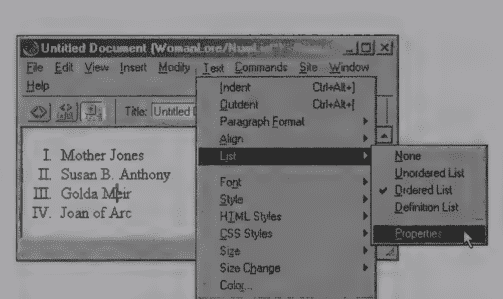 Untitled Document (WomanLore/
File Edit View Insert Modify Text Commands Site Window
Help
Title: Untitled D
I. Mother Jones
II. Susan B. Anthony
III. Golda Meir
IV. Joan of Arc
Indent Ctrl+Alt+]
Outdent Ctrl+Alt+[
Paragraph Format
Align
List
Font
Style
HTML Styles
CSS Styles
Size
Size Change
Color...
None
Unordered List
Ordered List
Definition List
Properties